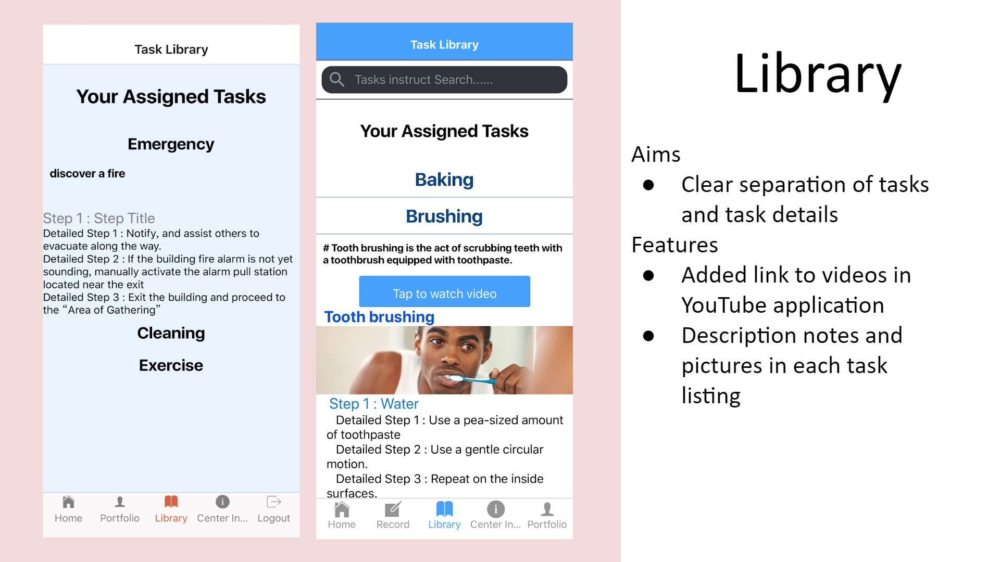 Task Library
Your Assigned Tasks
Emergency
discover a fire
Step 1 : Step Title
Detailed Step 1 : Notify, and assist others to
evacuate along the way.
Detailed Step 2 : If the building fire alarm is not yet
sounding, manually activate the alarm pull station
located near the exit
Detailed Step 3 : Exit the building and proceed to
the “Area of Gathering”
Cleaning
Exercise
Home Portfolio Library Center In... Logout
Task Library
Tasks instruct Search......
Your Assigned Tasks
Baking
Brushing
# Tooth brushing is the act of scrubbing teeth with
a toothbrush equipped with toothpaste.
Tap to watch video
Tooth brushing
Step 1 : Water
Detailed Step 1 : Use a pea-sized amount
of toothpaste
Detailed Step 2 : Use a gentle circular
motion.
Detailed Step 3 : Repeat on the inside
surfaces.
Home Record Library Center In... Portfolio
Library
Aims
● Clear separation of tasks
and task details
Features
● Added link to videos in
YouTube application
● Description notes and
pictures in each task
listing